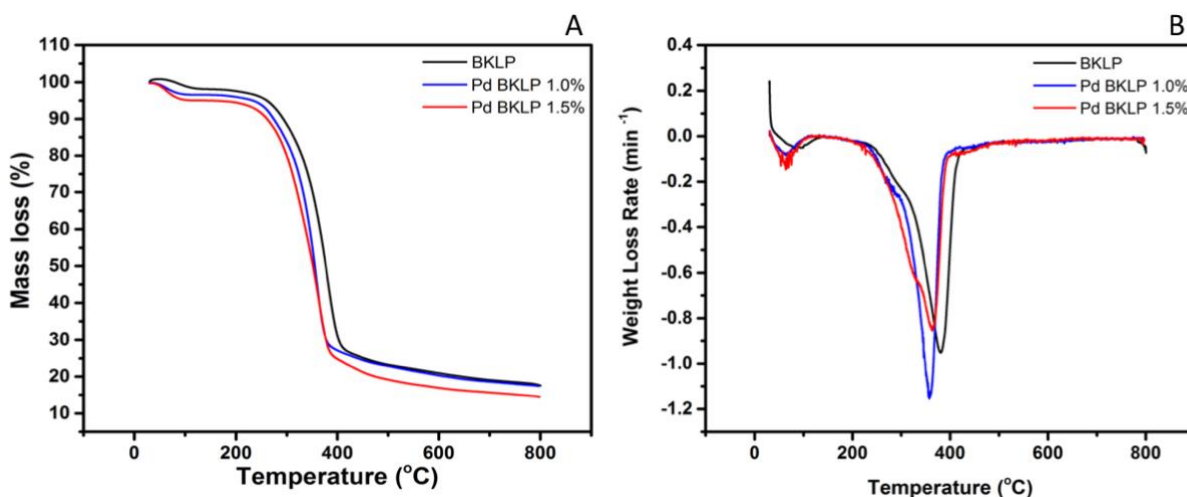 A
110
100
90
80
70
60
50
40
30
20
10
Mass loss (%)
BKLP
Pd BKLP 1.0%
Pd BKLP 1.5%
0
200
400
600
800
Temperature (°C)
B
0.4
0.2
0.0
-0.2
-0.4
-0.6
-0.8
-1.0
-1.2
Weight Loss Rate (min⁻¹)
BKLP
Pd BKLP 1.0%
Pd BKLP 1.5%
0
200
400
600
800
Temperature (°C)